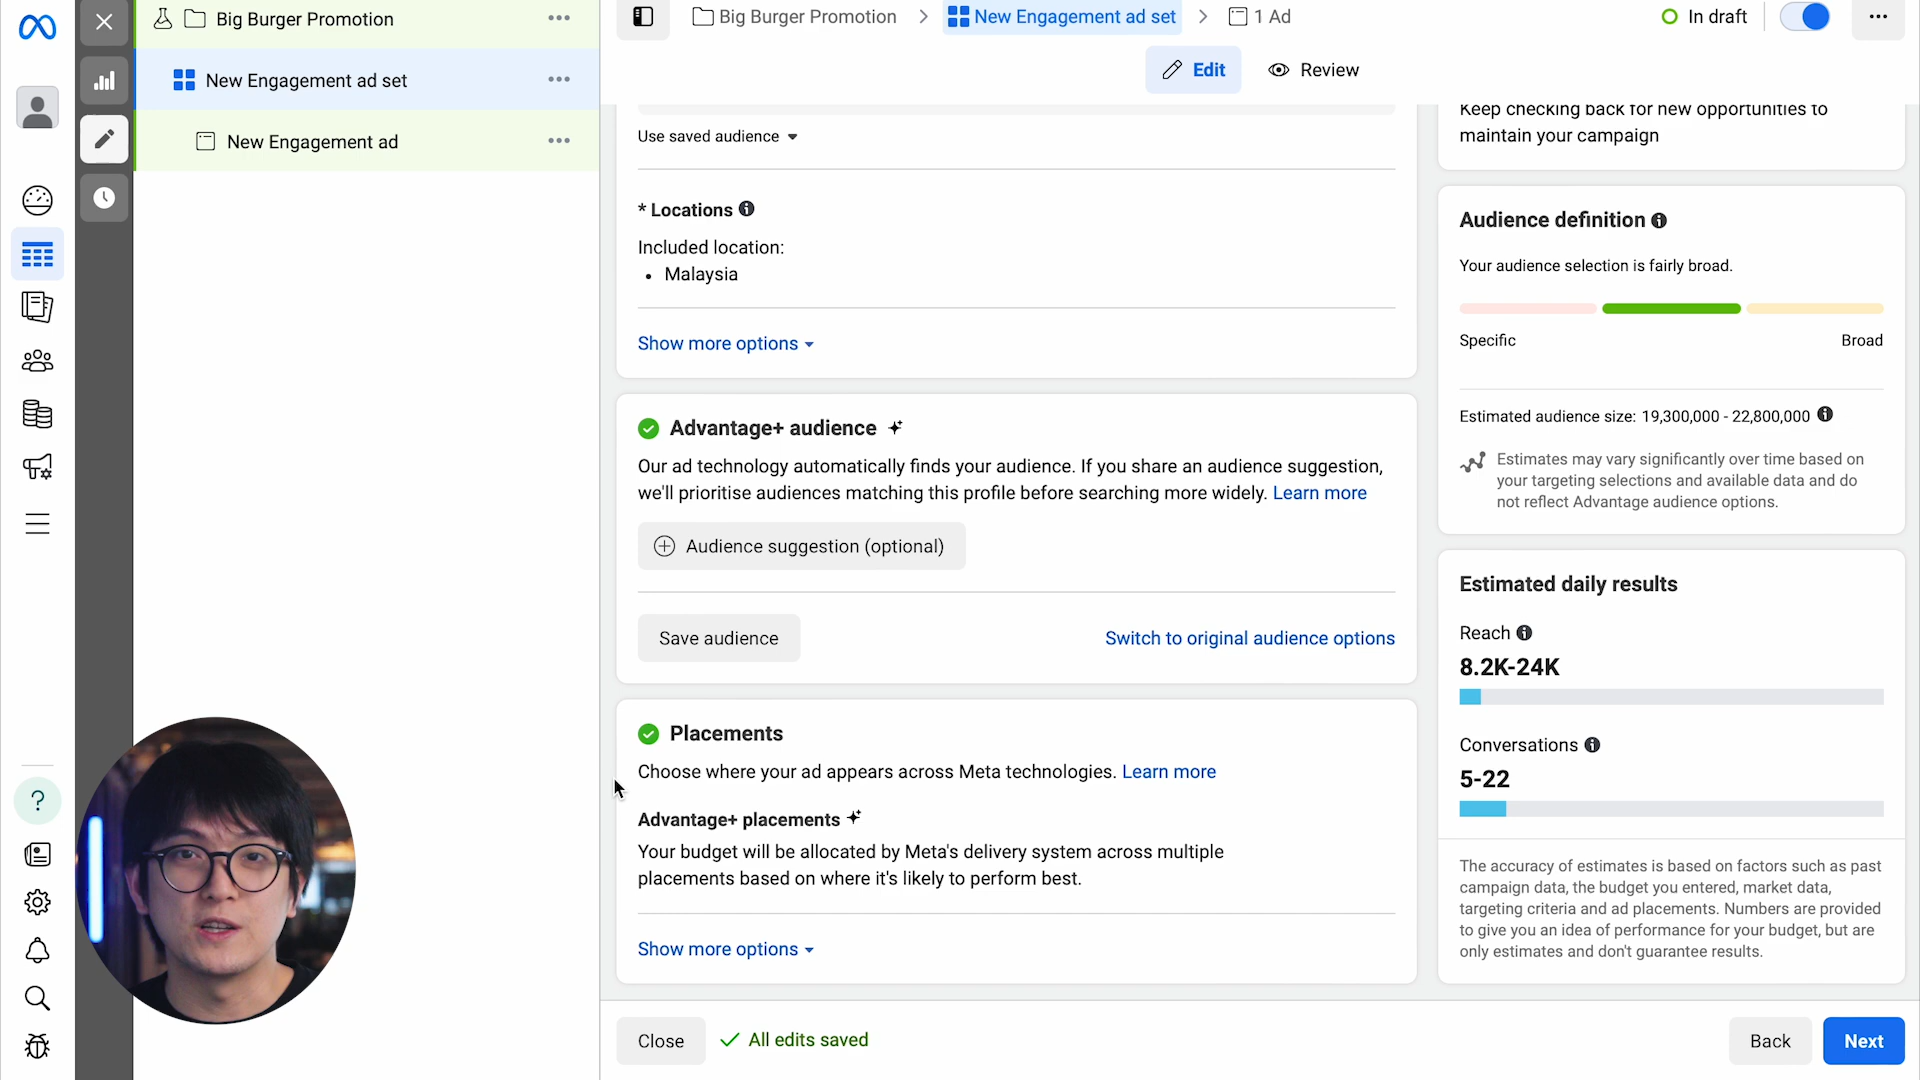 Big Burger Promotion
New Engagement ad set
New Engagement ad
Big Burger Promotion
New Engagement ad set
1 Ad
In draft
Edit
Review
Use saved audience
* Locations
Included location:
• Malaysia
Show more options
Advantage+ audience
Our ad technology automatically finds your audience. If you share an audience suggestion,
we'll prioritise audiences matching this profile before searching more widely. Learn more
Audience suggestion (optional)
Save audience
Switch to original audience options
Placements
Choose where your ad appears across Meta technologies. Learn more
Advantage+ placements
Your budget will be allocated by Meta's delivery system across multiple
placements based on where it's likely to perform best.
Show more options
Close
All edits saved
Back
Next
Keep checking back for new opportunities to
maintain your campaign
Audience definition
Your audience selection is fairly broad.
Specific
Broad
Estimated audience size: 19,300,000 - 22,800,000
Estimates may vary significantly over time based on
your targeting selections and available data and do
not reflect Advantage audience options.
Estimated daily results
Reach
8.2K-24K
Conversations
5-22
The accuracy of estimates is based on factors such as past
campaign data, the budget you entered, market data,
targeting criteria and ad placements. Numbers are provided
to give you an idea of performance for your budget, but are
only estimates and don't guarantee results.